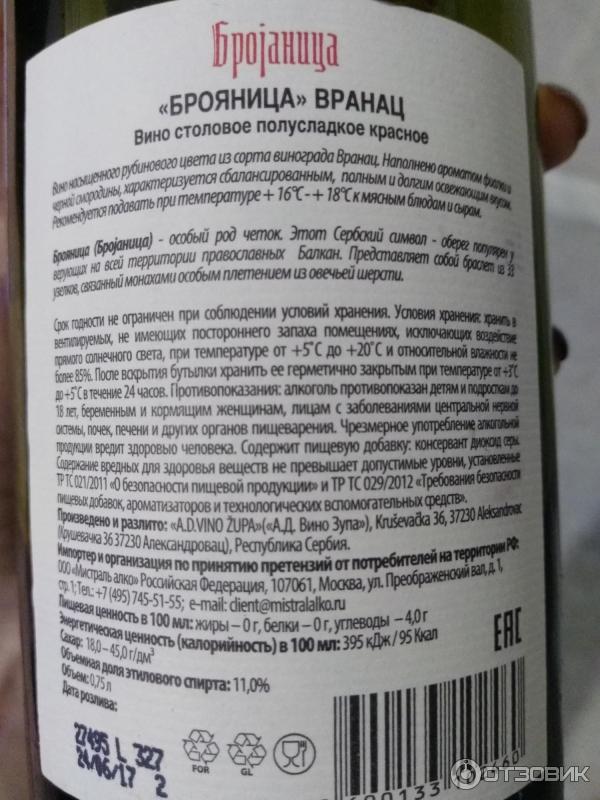 Бројаница
«БРОЯНИЦА» ВРАНАЦ
Вино столовое полусладкое красное
Вино насыщенного рубинового цвета из сорта винограда Вранац. Наполнено ароматом фиалки и
черной смородины, характеризуется сбалансированным, полным и долгим освежающим вкусом.
Рекомендуется подавать при температуре + 16°С - + 18°С к мясным блюдам и сырам.
Брояница (Бројаница) - особый род четок. Этот Сербский символ - оберег популярен у
верующих на всей территории православных Балкан. Представляет собой браслет из 33
узелков, связанный монахами особым плетением из овечьей шерсти.
Срок годности не ограничен при соблюдении условий хранения. Условия хранения: хранить в
вентилируемых, не имеющих постороннего запаха помещениях, исключающих воздействие
прямого солнечного света, при температуре от +5˚С до +20˚С и относительной влажности не
более 85%. После вскрытия бутылки хранить ее герметично закрытым при температуре от +3°С
до +5°С в течение 24 часов. Противопоказания: алкоголь противопоказан детям и подросткам до
18 лет, беременным и кормящим женщинам, лицам с заболеваниями центральной нервной
системы, почек, печени и других органов пищеварения. Чрезмерное употребление алкогольной
продукции вредит здоровью человека. Содержит пищевую добавку: консервант диоксид серы.
Содержание вредных для здоровья веществ не превышает допустимые уровни, установленные
ТР ТС 021/2011 «О безопасности пищевой продукции» и ТР ТС 029/2012 «Требования безопасности
пищевых добавок, ароматизаторов и технологических вспомогательных средств».
Произведено и разлито: «A.D.VINO ŽUPA»(«А.Д. Вино Зупа»), Kruševačka 36, 37230 Aleksandrovac
(Крушевачка 36 37230 Александровац), Республика Сербия.
Импортер и организация по принятию претензий от потребителей на территории РФ:
ООО «Мистраль алко» Российская Федерация, 107061, Москва, ул. Преображенский вал, д. 1,
стр. 1; Тел.: +7 (495) 745-51-55; e-mail: client@mistralalko.ru
Пищевая ценность в 100 мл: жиры – 0 г, белки – 0 г, углеводы – 4,0 г
Энергетическая ценность (калорийность) в 100 мл: 395 кДж / 95 Ккал
Сахар: 18,0 – 45,0 г/дм³
Объемная доля этилового спирта: 11,0%
Объем: 0,75 л
Дата розлива:
EAC
27495 L 327
24/06/17 2
FOR
GL
ОТЗОВИК